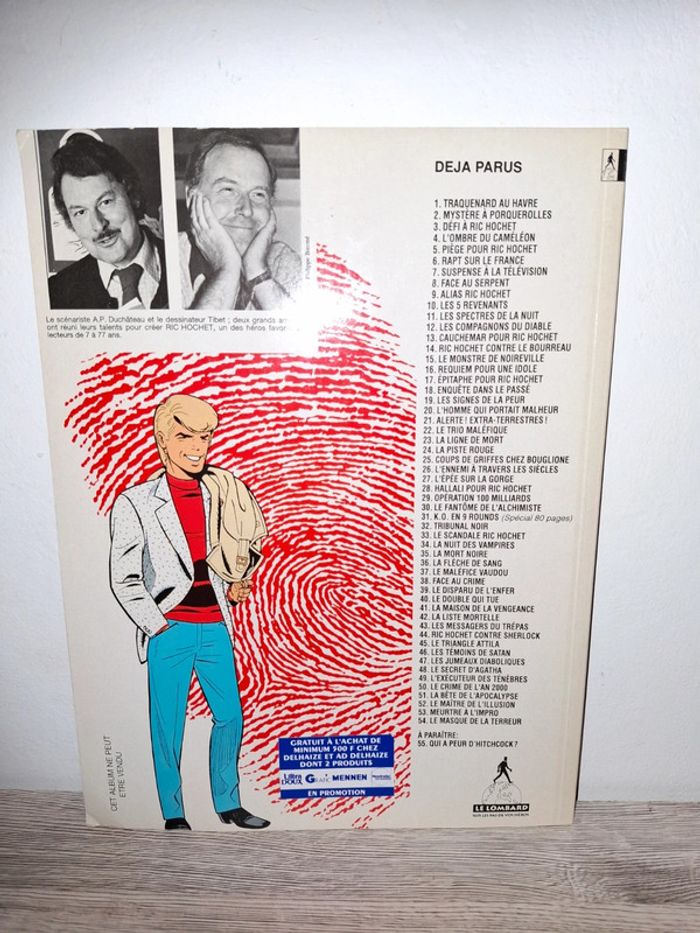 Philippe Biermé
Le scénariste A.P. Duchâteau et le dessinateur Tibet ; deux grands
ont réuni leurs talents pour créer RIC HOCHET, un des héros
lecteurs de 7 à 77 ans.
DEJA PARUS
1. TRAQUENARD AU HAVRE
2. MYSTÈRE À PORQUEROLLES
3. DÉFI À RIC HOCHET
4. L'OMBRE DU CAMÉLÉON
5. PIÈGE POUR RIC HOCHET
6. RAPT SUR LE FRANCE
7. SUSPENSE À LA TÉLÉVISION
8. FACE AU SERPENT
9. ALIAS RIC HOCHET
10. LES 5 REVENANTS
11. LES SPECTRES DE LA NUIT
12. LES COMPAGNONS DU DIABLE
13. CAUCHEMAR POUR RIC HOCHET
14. RIC HOCHET CONTRE LE BOURREAU
15. LE MONSTRE DE NOIREVILLE
16. REQUIEM POUR UNE IDOLE
17. ÉPITAPHE POUR RIC HOCHET
18. ENQUÊTE DANS LE PASSÉ
19. LES SIGNES DE LA PEUR
20. L'HOMME QUI PORTAIT MALHEUR
21. ALERTE! EXTRA-TERRESTRES!
22. LE TRIO MALÉFIQUE
23. LA LIGNE DE MORT
24. LA PISTE ROUGE
25. COUPS DE GRIFFES CHEZ BOUGLIONE
26. L'ENNEMI À TRAVERS LES SIÈCLES
27. L'ÉPÉE SUR LA GORGE
28. HALLALI POUR RIC HOCHET
29. OPÉRATION 100 MILLIARDS
30. LE FANTÔME DE L'ALCHIMISTE
31. K.O. EN 9 ROUNDS (Spécial 80 pages)
32. TRIBUNAL NOIR
33. LE SCANDALE RIC HOCHET
34. LA NUIT DES VAMPIRES
35. LA MORT NOIRE
36. LA FLÈCHE DE SANG
37. LE MALÉFICE VAUDOU
38. FACE AU CRIME
39. LE DISPARU DE L'ENFER
40. LE DOUBLE QUI TUE
41. LA MAISON DE LA VENGEANCE
42. LA LISTE MORTELLE
43. LES MESSAGERS DU TRÉPAS
44. RIC HOCHET CONTRE SHERLOCK
45. LE TRIANGLE ATTILA
46. LES TÉMOINS DE SATAN
47. LES JUMEAUX DIABOLIQUES
48. LE SECRET D'AGATHA
49. L'EXÉCUTEUR DES TÉNÈBRES
50. LE CRIME DE L'AN 2000
51. LA BÊTE DE L'APOCALYPSE
52. LE MAÎTRE DE L'ILLUSION
53. MEURTRE À L'IMPRO
54. LE MASQUE DE LA TERREUR
À PARAÎTRE:
55. QUI A PEUR D'HITCHCOCK?
CET ALBUM NE PEUT
ETRE VENDU
GRATUIT À L'ACHAT DE
MINIMUM 500 F CHEZ
DELHAIZE ET AD DELHAIZE
DONT 2 PRODUITS
Ultra DOUX
MENNEN
EN PROMOTION
LE LOMBARD